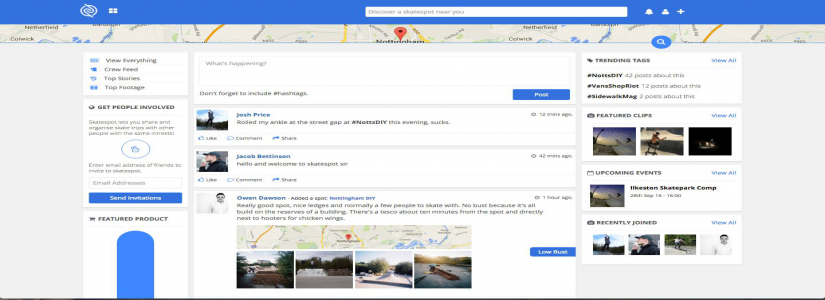 Discover a skatespot near you
Netherfield
Colwick
Nottingham
Netherfield
Colwick
View Everything
Crew Feed
Top Stories
Top Footage
GET PEOPLE INVOLVED
Skatespot lets you share and
organise skate trips with other
people with the same intrests!
Enter email address of friends to
invite to skatespot.
Email Addresses
Send Invitations
FEATURED PRODUCT
What's happening?
Don't forget to include #hashtags.
Post
Josh Price
12 mins ago.
Rolled my ankle at the street gap at #NottsDIY this evening, sucks.
Like Comment Share
Jacob Bettinson
42 mins ago.
hello and welcome to skatespot sir
Like Comment Share
Owen Dawson - Added a spot: Nottingham DIY
1 hour ago.
Really good spot, nice ledges and normally a few people to skate with. No bust because it's all
build on the reserves of a building. There's a tesco about ten minutes from the spot and directly
next to hooters for chicken wings.
Low Bust
TRENDING TAGS View All
#NottsDIY 42 posts about this
#VansShopRiot 12 posts about this
#SidewalkMag 2 posts about this
FEATURED CLIPS View All
UPCOMING EVENTS View All
Ilkeston Skatepark Comp
28th Sep 16 - 16:00
RECENTLY JOINED View All